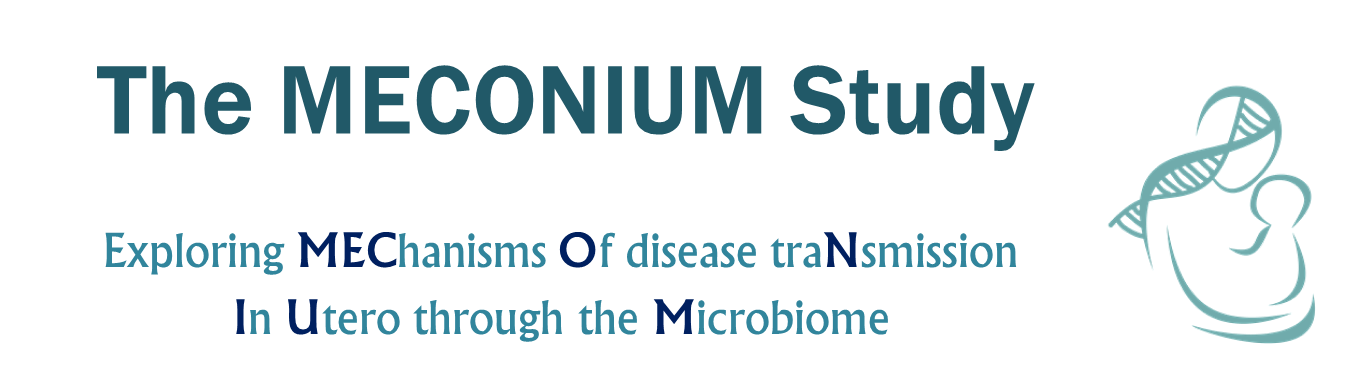 The MECONIUM Study
Exploring MEChanisms Of disease traNsmission
In Utero through the Microbiome